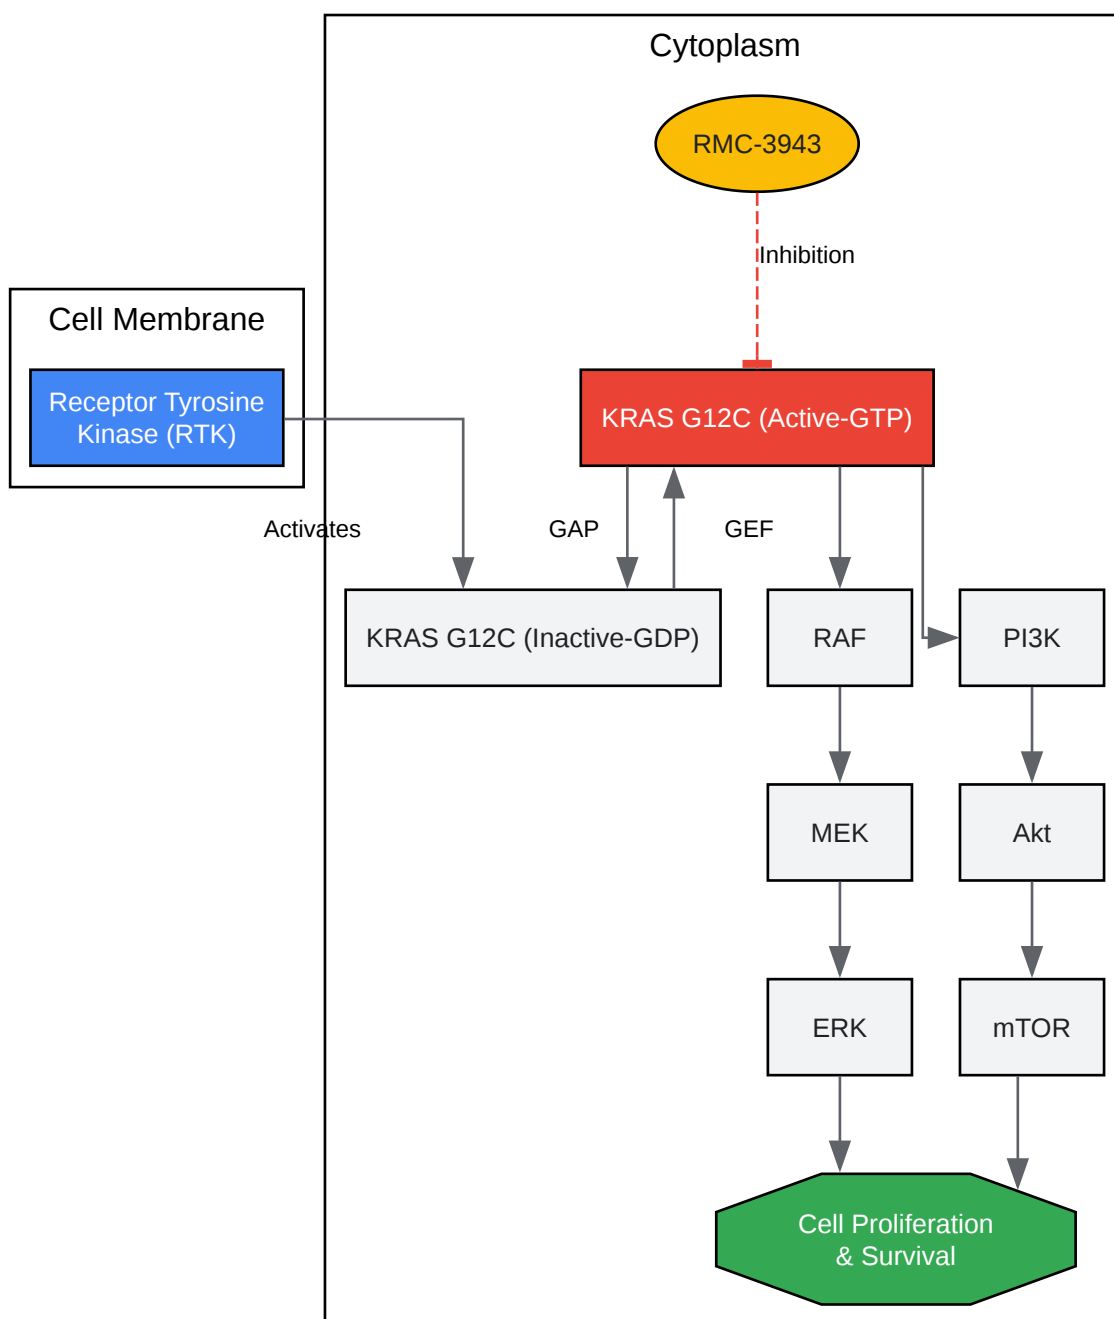 Cytoplasm
RMC-3943
Inhibition
Cell Membrane
Receptor Tyrosine
Kinase (RTK)
KRAS G12C (Active-GTP)
Activates
GAP
GEF
KRAS G12C (Inactive-GDP)
RAF
PI3K
MEK
Akt
ERK
mTOR
Cell Proliferation
& Survival